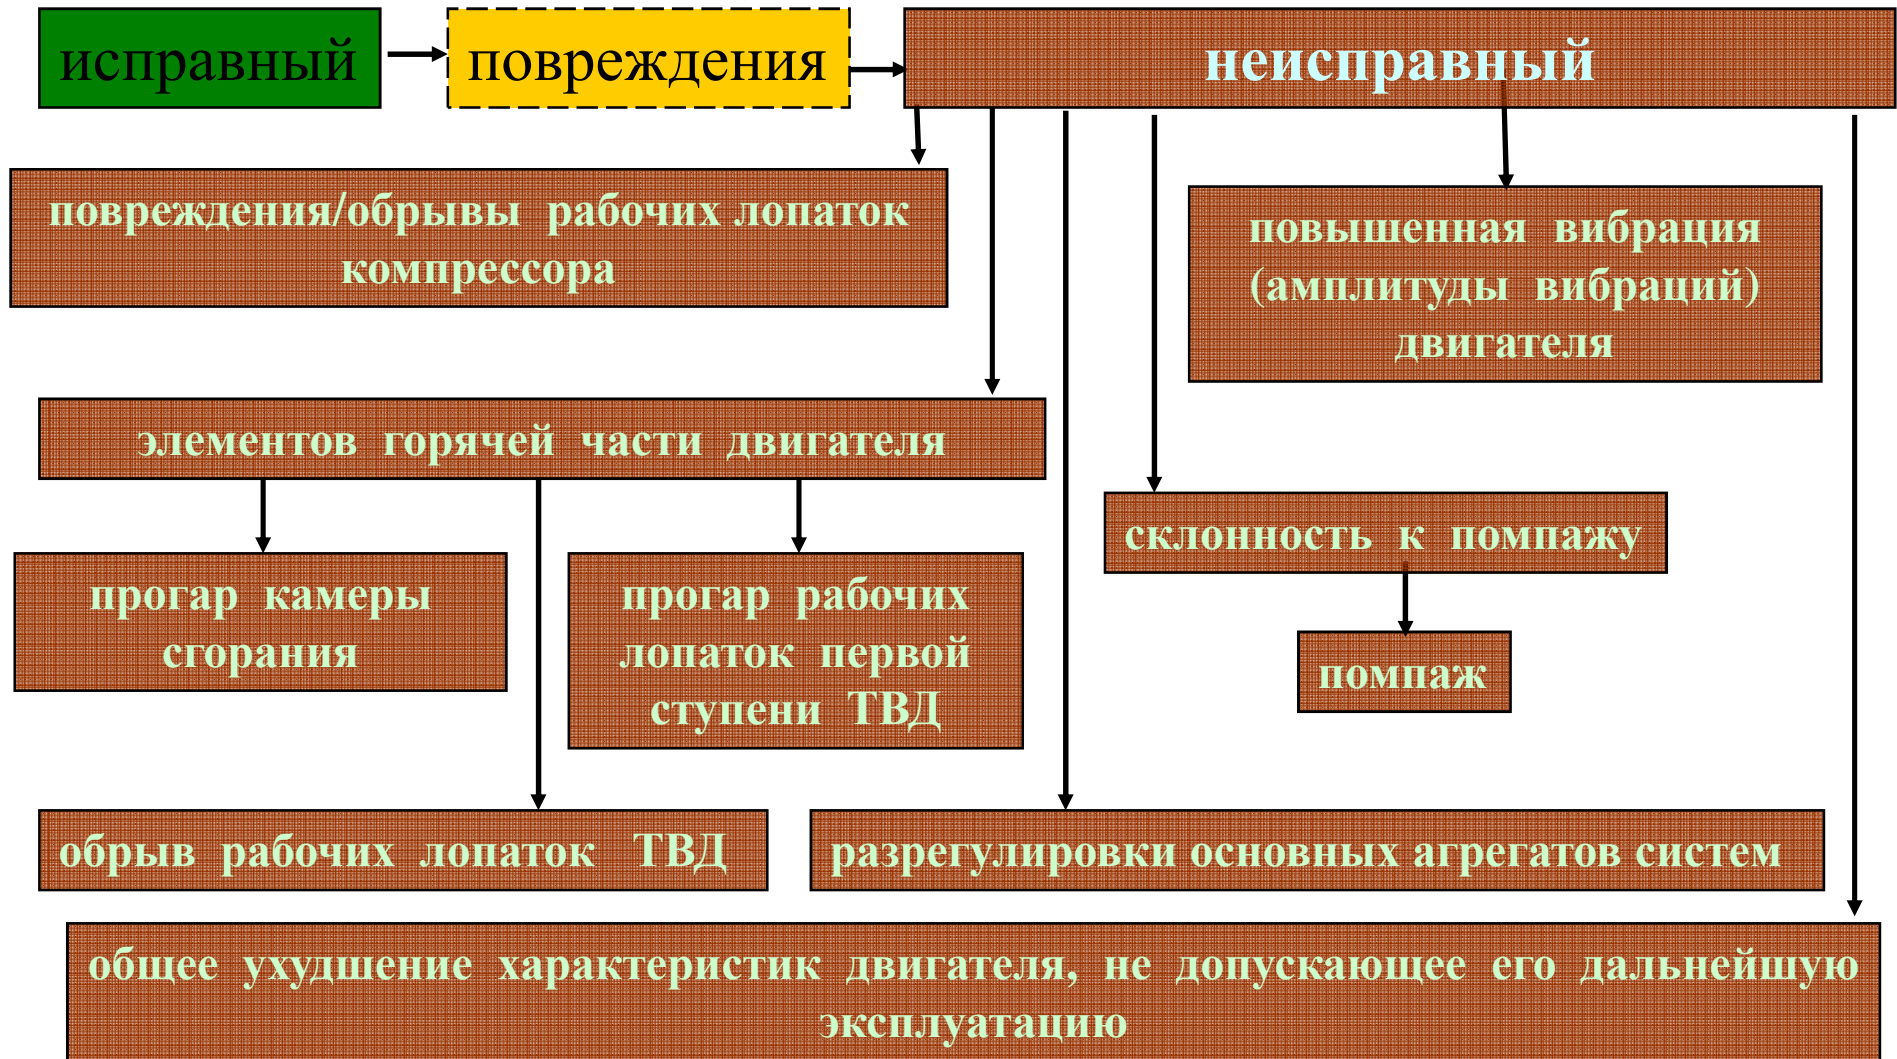 исправный
повреждения
неисправный
повреждения/обрывы рабочих лопаток
компрессора
повышенная вибрация
(амплитуды вибраций)
двигателя
элементов горячей части двигателя
склонность к помпажу
прогар камеры
сгорания
прогар рабочих
лопаток первой
ступени ТВД
помпаж
обрыв рабочих лопаток ТВД
разрегулировки основных агрегатов систем
общее ухудшение характеристик двигателя, не допускающее его дальнейшую
эксплуатацию